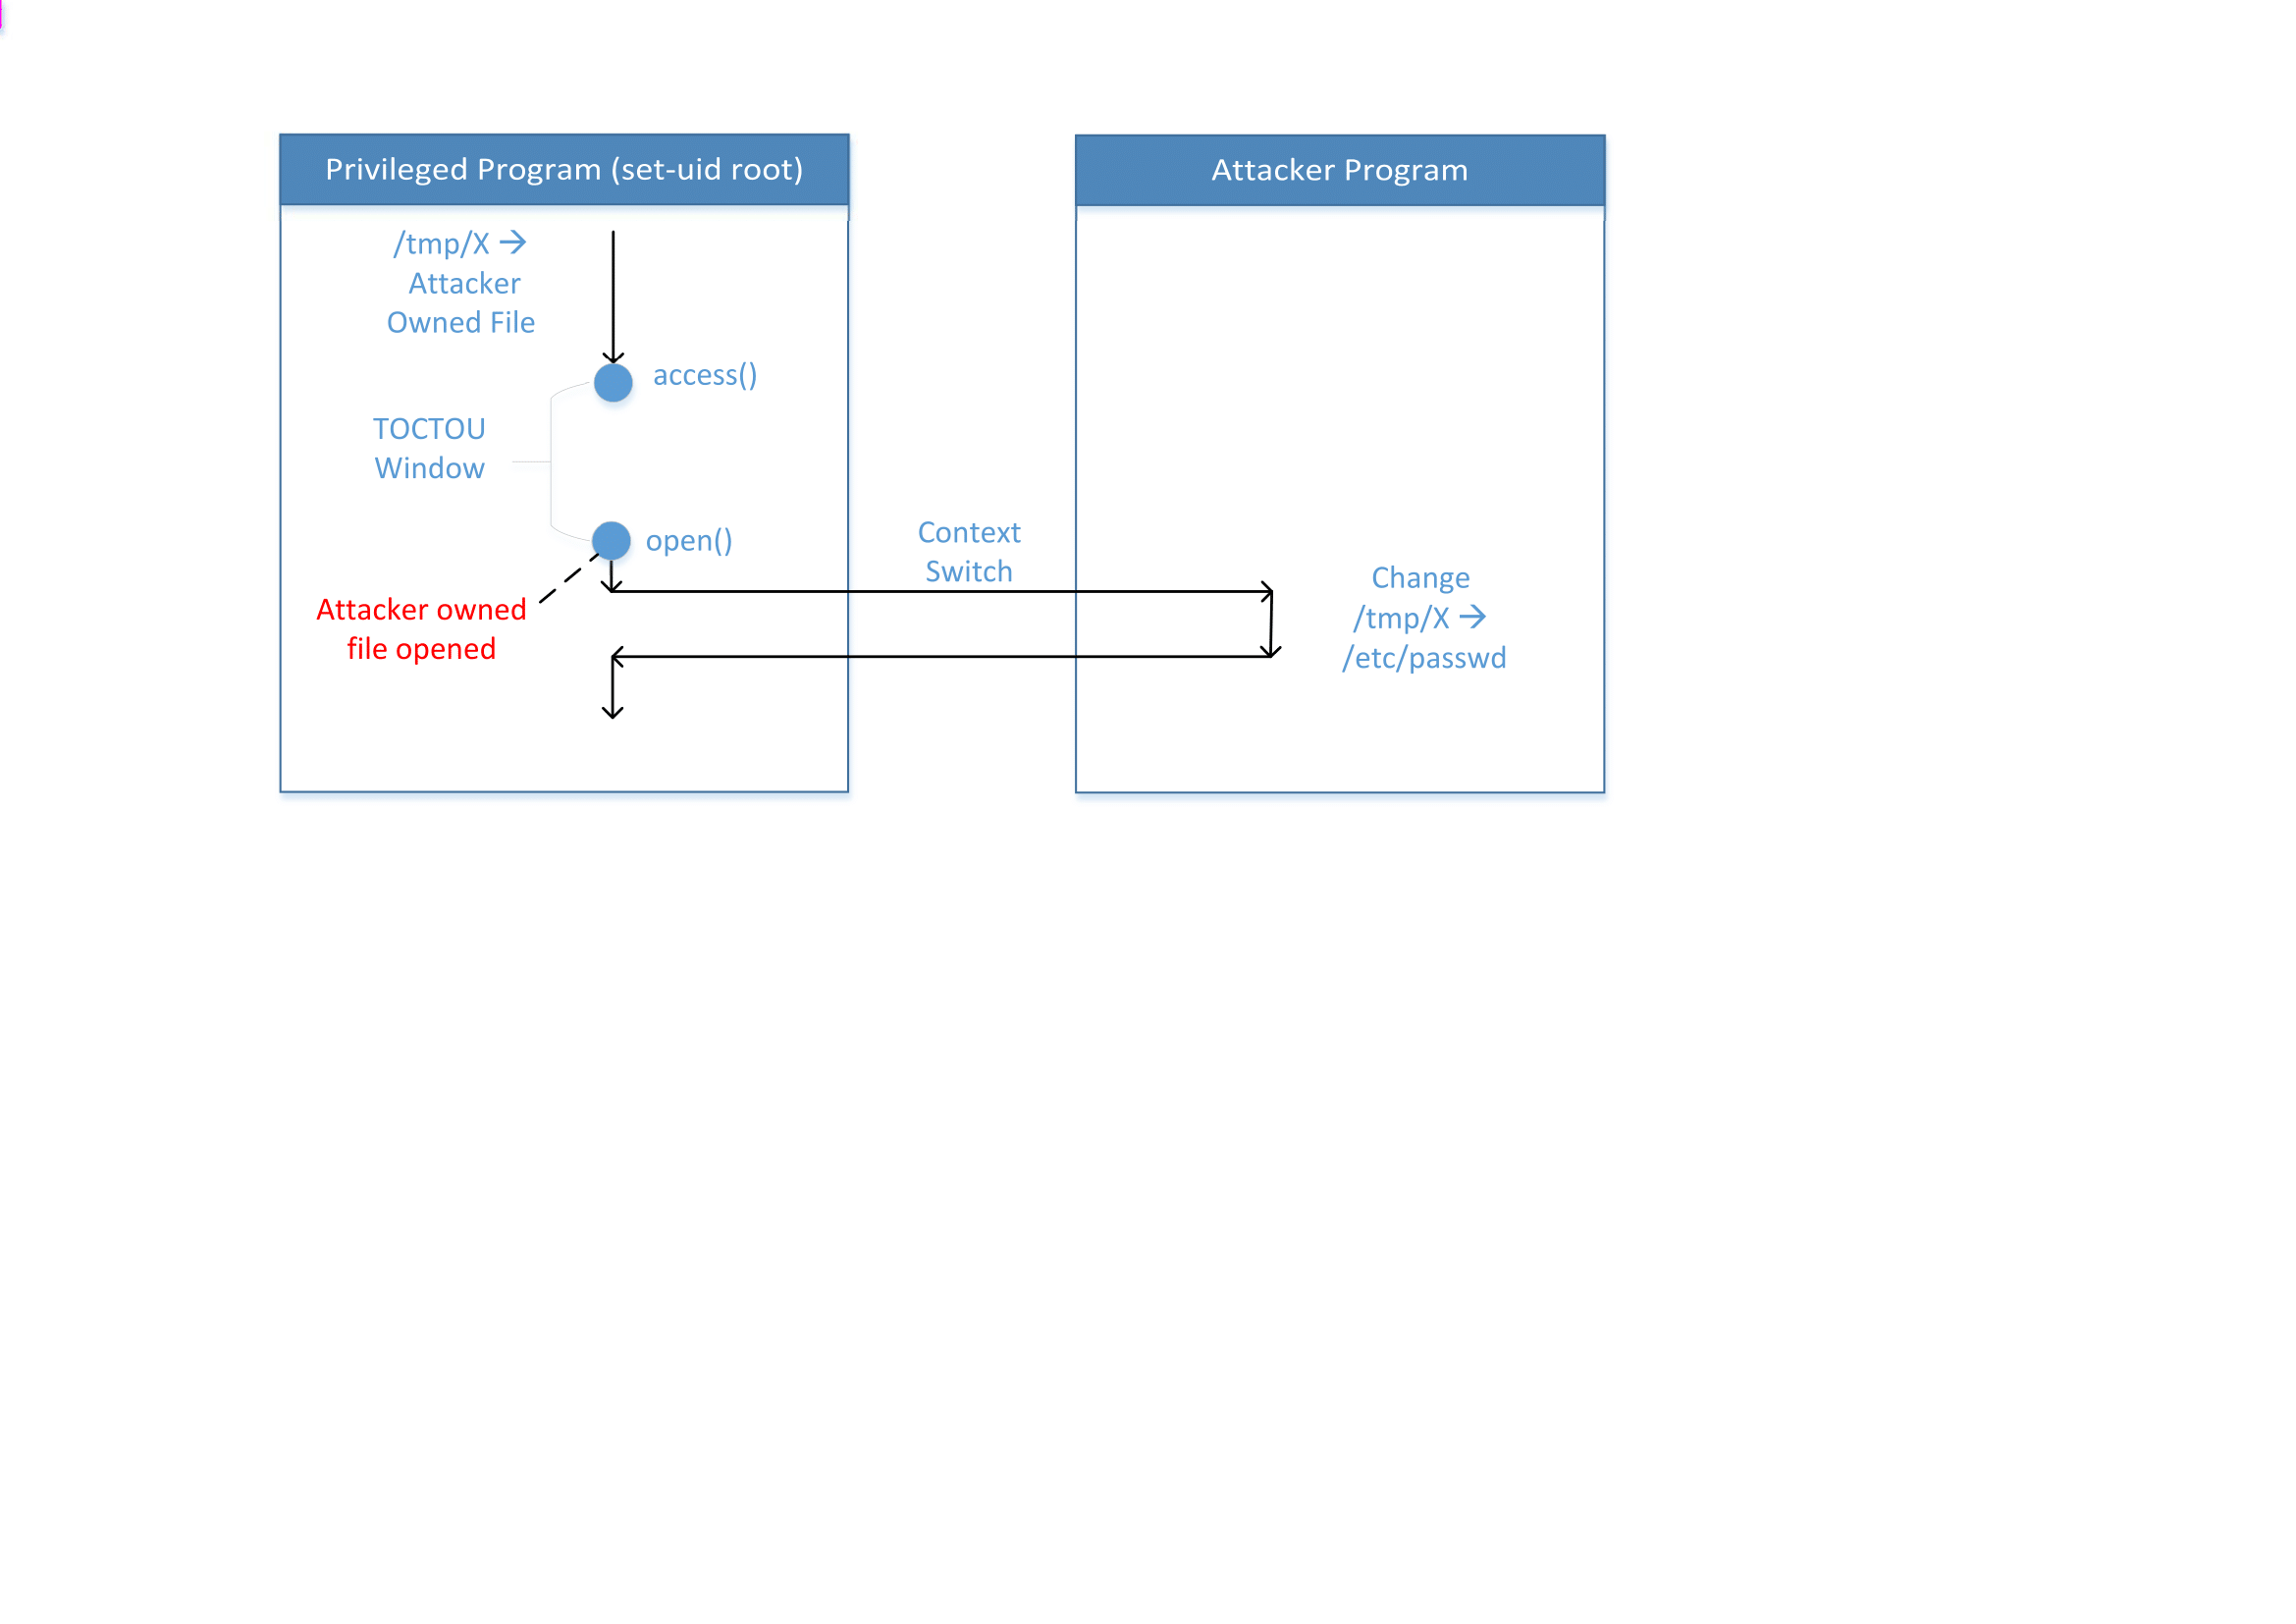 Privileged Program (set-uid root)
Attacker Program
/tmp/X →
Attacker
Owned File
access()
TOCTOU
Window
open()
Context
Switch
Attacker owned
file opened
Change
/tmp/X →
/etc/passwd